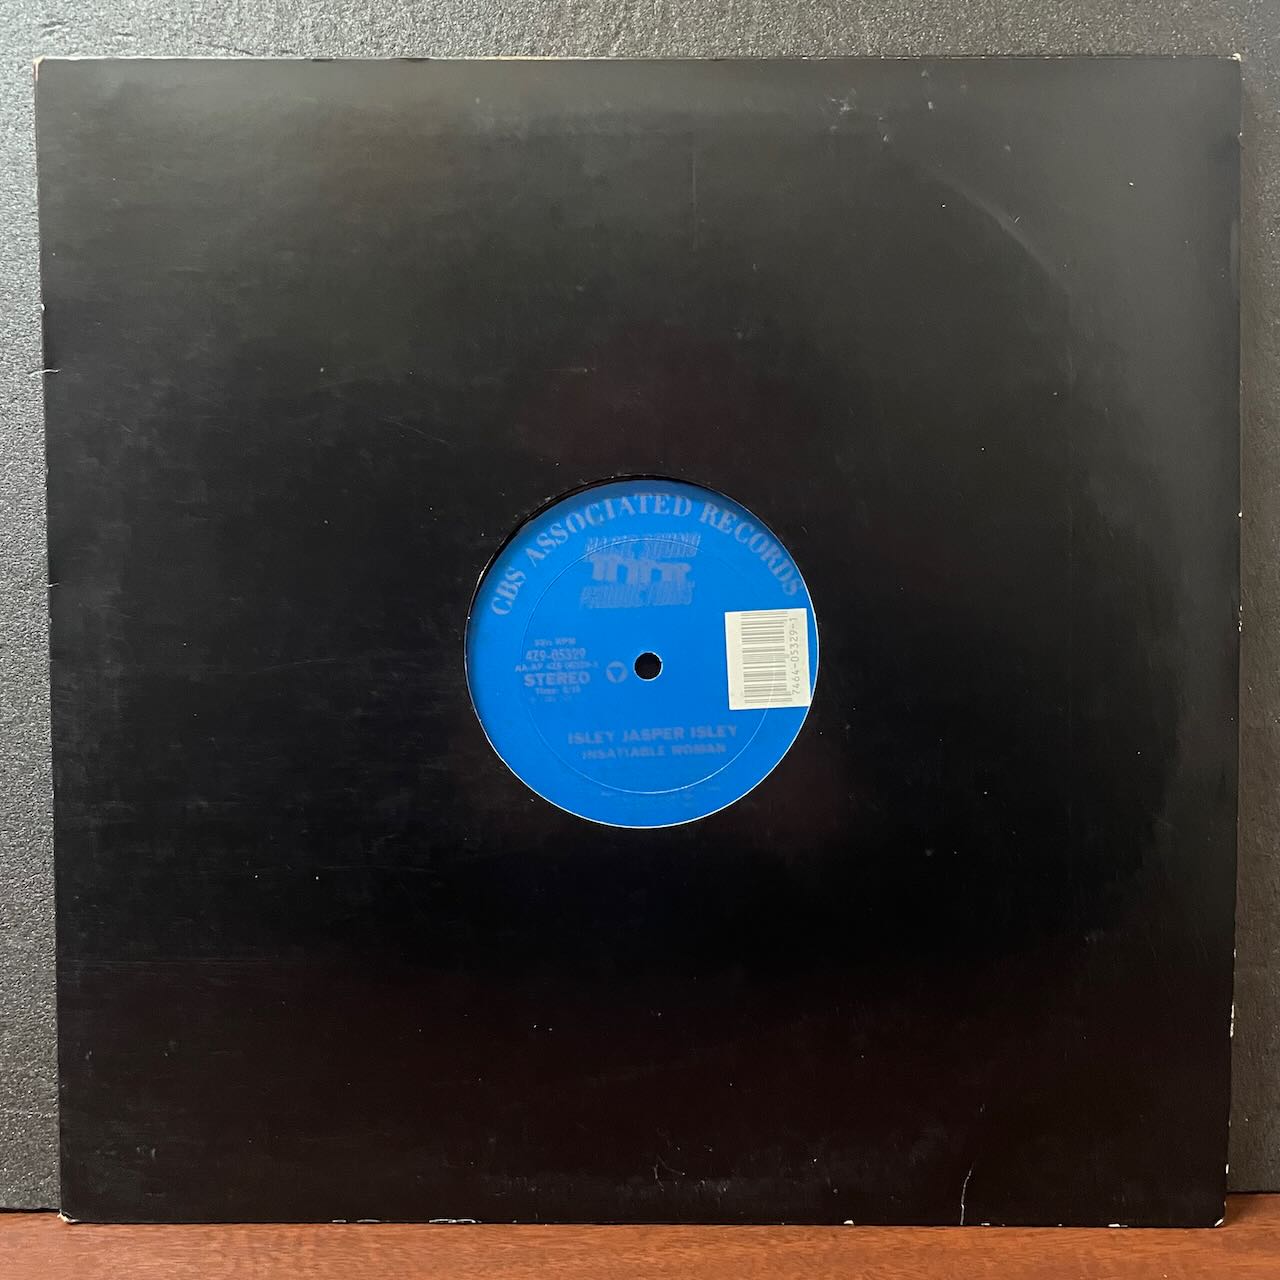 CBS ASSOCIATED RECORDS
MAGIC SOUND
PRODUCTIONS
33⅓ RPM
4Z9-05329
STEREO
ISLEY JASPER ISLEY
INSATIABLE WOMAN
7464-05329-1